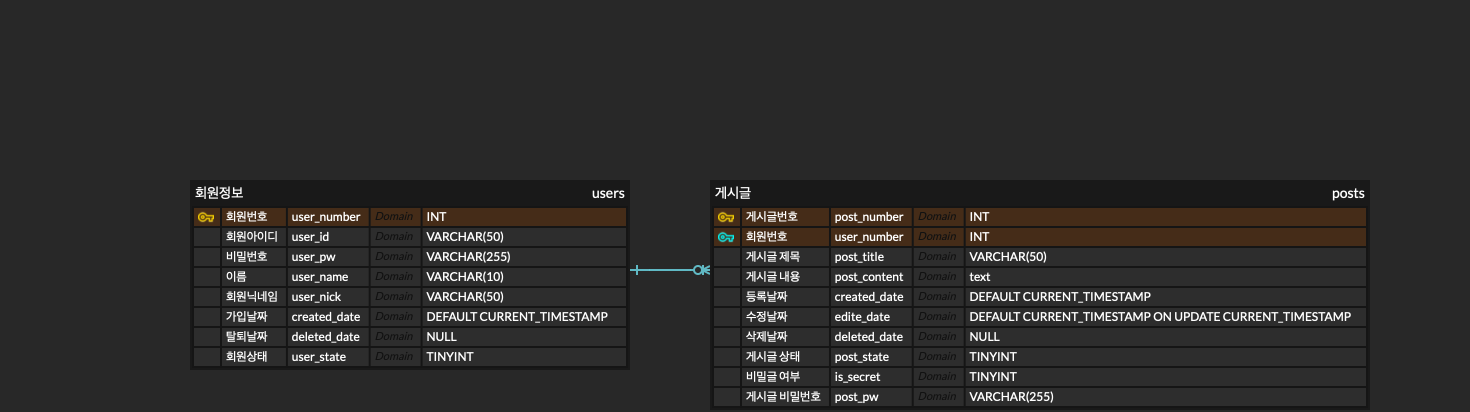 회원정보 users
회원번호 user_number Domain INT
회원아이디 user_id Domain VARCHAR(50)
비밀번호 user_pw Domain VARCHAR(255)
이름 user_name Domain VARCHAR(10)
회원닉네임 user_nick Domain VARCHAR(50)
가입날짜 created_date Domain DEFAULT CURRENT_TIMESTAMP
탈퇴날짜 deleted_date Domain NULL
회원상태 user_state Domain TINYINT
게시글 posts
게시글번호 post_number Domain INT
회원번호 user_number Domain INT
게시글 제목 post_title Domain VARCHAR(50)
게시글 내용 post_content Domain text
등록날짜 created_date Domain DEFAULT CURRENT_TIMESTAMP
수정날짜 edite_date Domain DEFAULT CURRENT_TIMESTAMP ON UPDATE CURRENT_TIMESTAMP
삭제날짜 deleted_date Domain NULL
게시글 상태 post_state Domain TINYINT
비밀글 여부 is_secret Domain TINYINT
게시글 비밀번호 post_pw Domain VARCHAR(255)